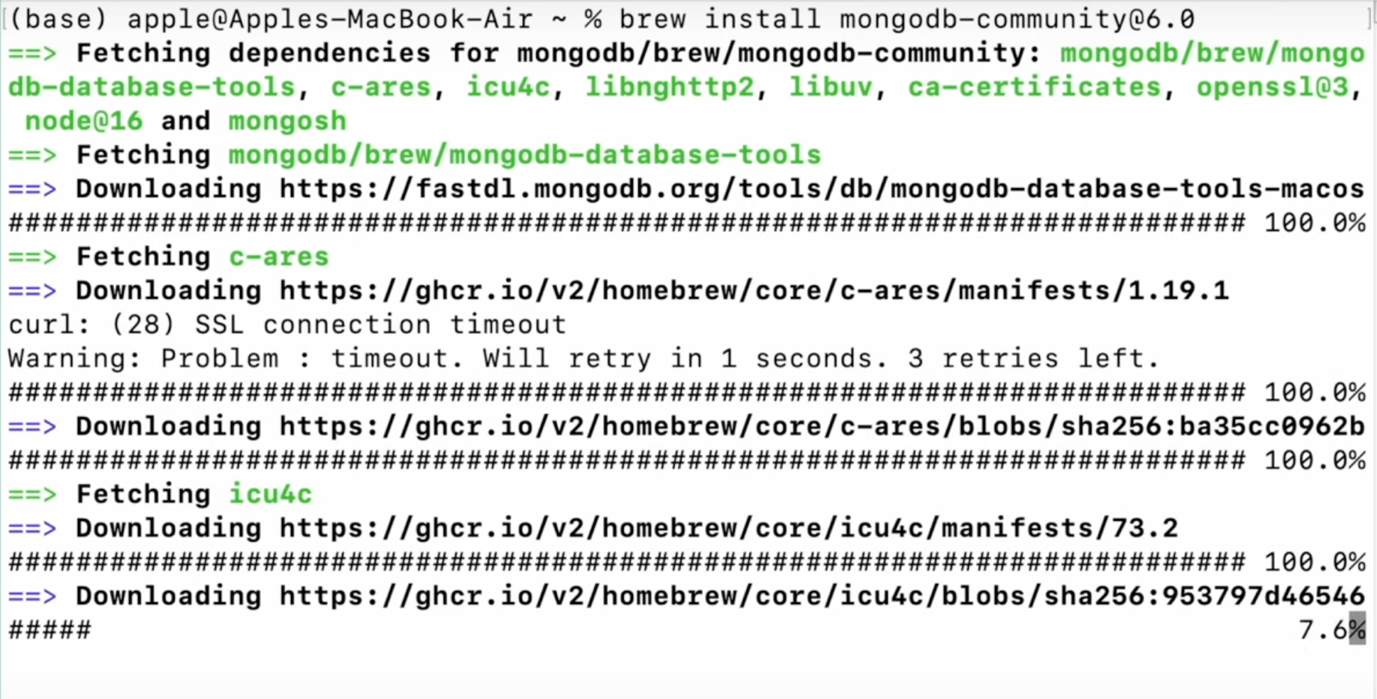 (base) apple@Apples-MacBook-Air ~ % brew install mongodb-community@6.0
==> Fetching dependencies for mongodb/brew/mongodb-community: mongodb/brew/mongo
db-database-tools, c-ares, icu4c, libnghttp2, libuv, ca-certificates, openssl@3,
node@16 and mongosh
==> Fetching mongodb/brew/mongodb-database-tools
==> Downloading https://fastdl.mongodb.org/tools/db/mongodb-database-tools-macos
######################################################################### 100.0%
==> Fetching c-ares
==> Downloading https://ghcr.io/v2/homebrew/core/c-ares/manifests/1.19.1
curl: (28) SSL connection timeout
Warning: Problem : timeout. Will retry in 1 seconds. 3 retries left.
######################################################################### 100.0%
==> Downloading https://ghcr.io/v2/homebrew/core/c-ares/blobs/sha256:ba35cc0962b
######################################################################### 100.0%
==> Fetching icu4c
==> Downloading https://ghcr.io/v2/homebrew/core/icu4c/manifests/73.2
######################################################################### 100.0%
==> Downloading https://ghcr.io/v2/homebrew/core/icu4c/blobs/sha256:953797d46546
##### 7.6%